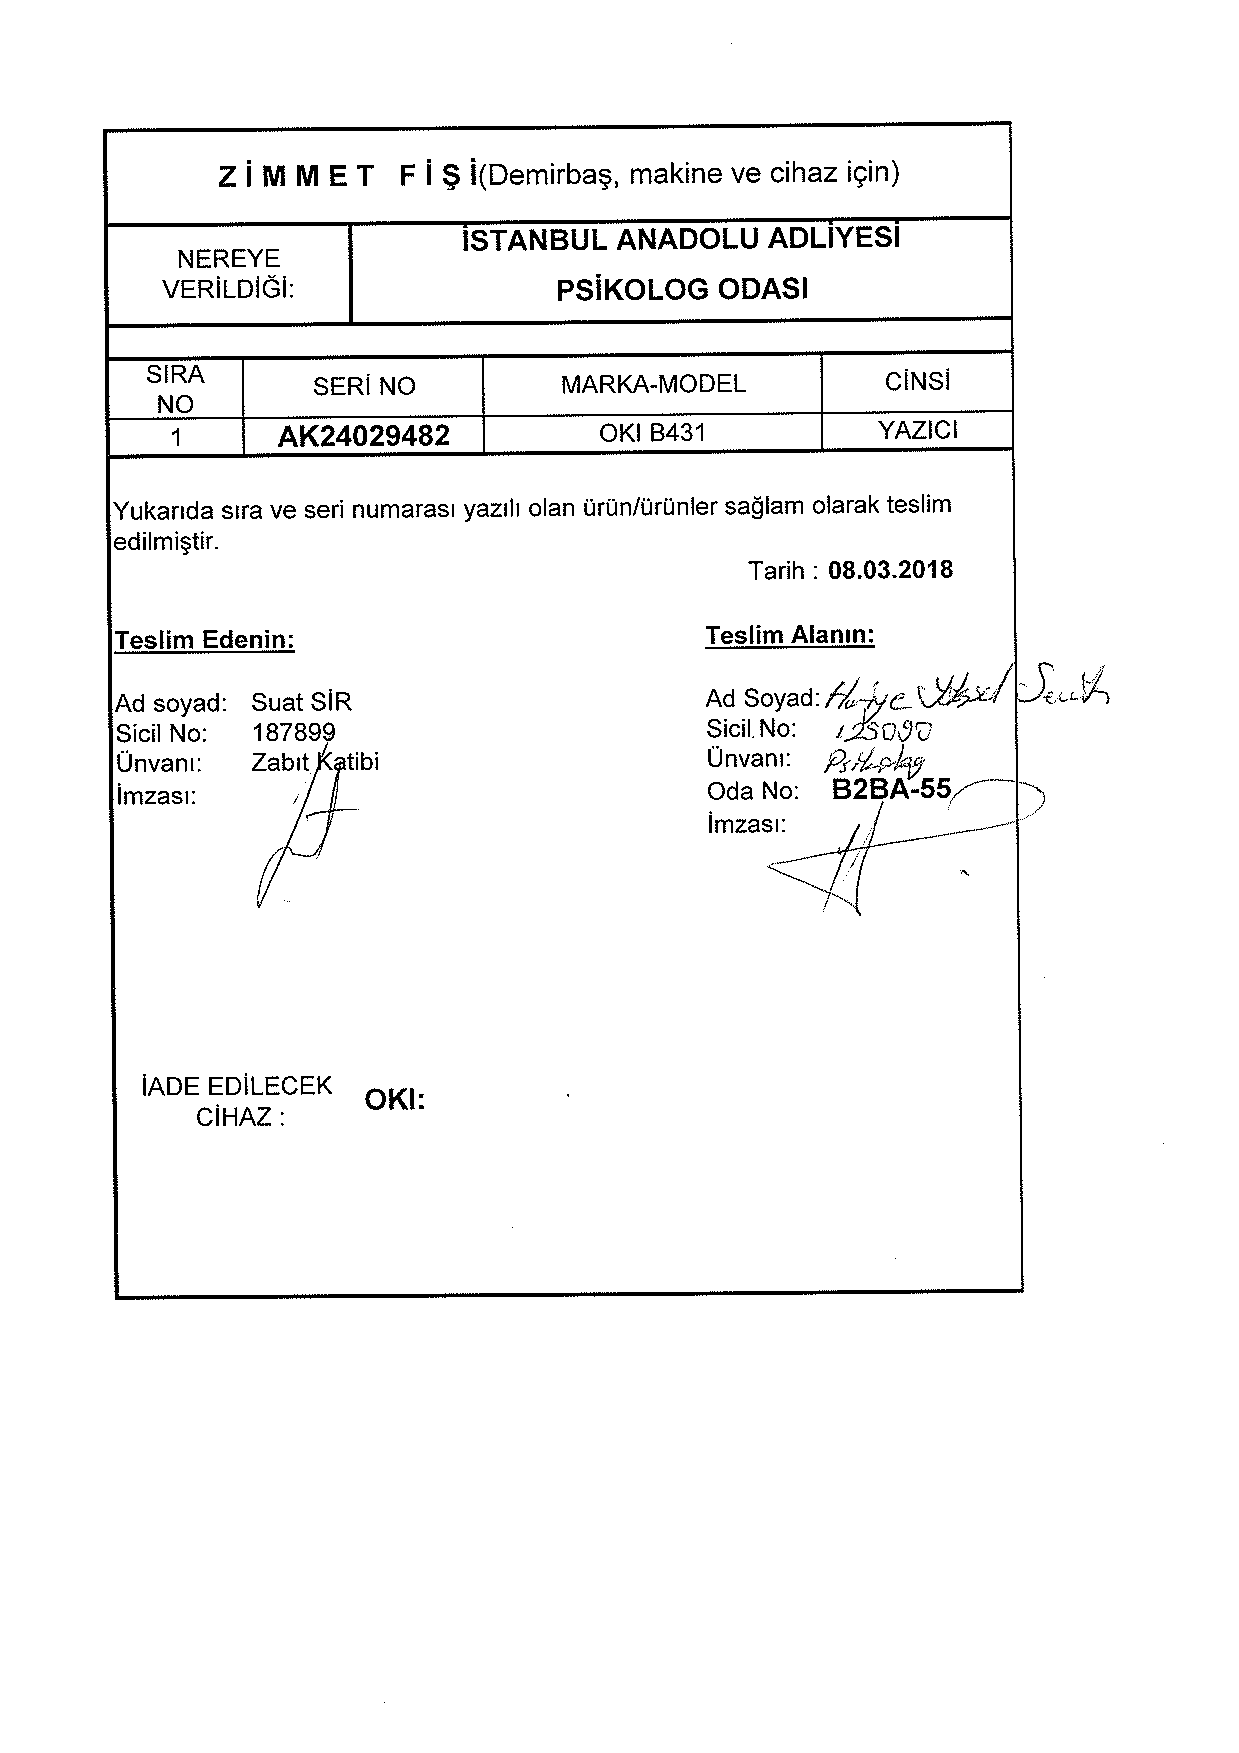 ZİMMET FİŞİ(Demirbaş, makine ve cihaz için)
NEREYE VERİLDİĞİ:
İSTANBUL ANADOLU ADLİYESİ
PSİKOLOG ODASI
SIRA NO SERİ NO MARKA-MODEL CİNSİ
1 AK24029482 OKI B431 YAZICI
Yukarıda sıra ve seri numarası yazılı olan ürün/ürünler sağlam olarak teslim
edilmiştir.
Tarih : 08.03.2018
Teslim Edenin:
Ad soyad: Suat SİR
Sicil No: 187899
Ünvanı: Zabıt Katibi
İmzası:
Teslim Alanın:
Ad Soyad:
Sicil No:
Ünvanı: Psikolog
Oda No: B2BA-55
İmzası:
İADE EDİLECEK
CİHAZ :
OKI: